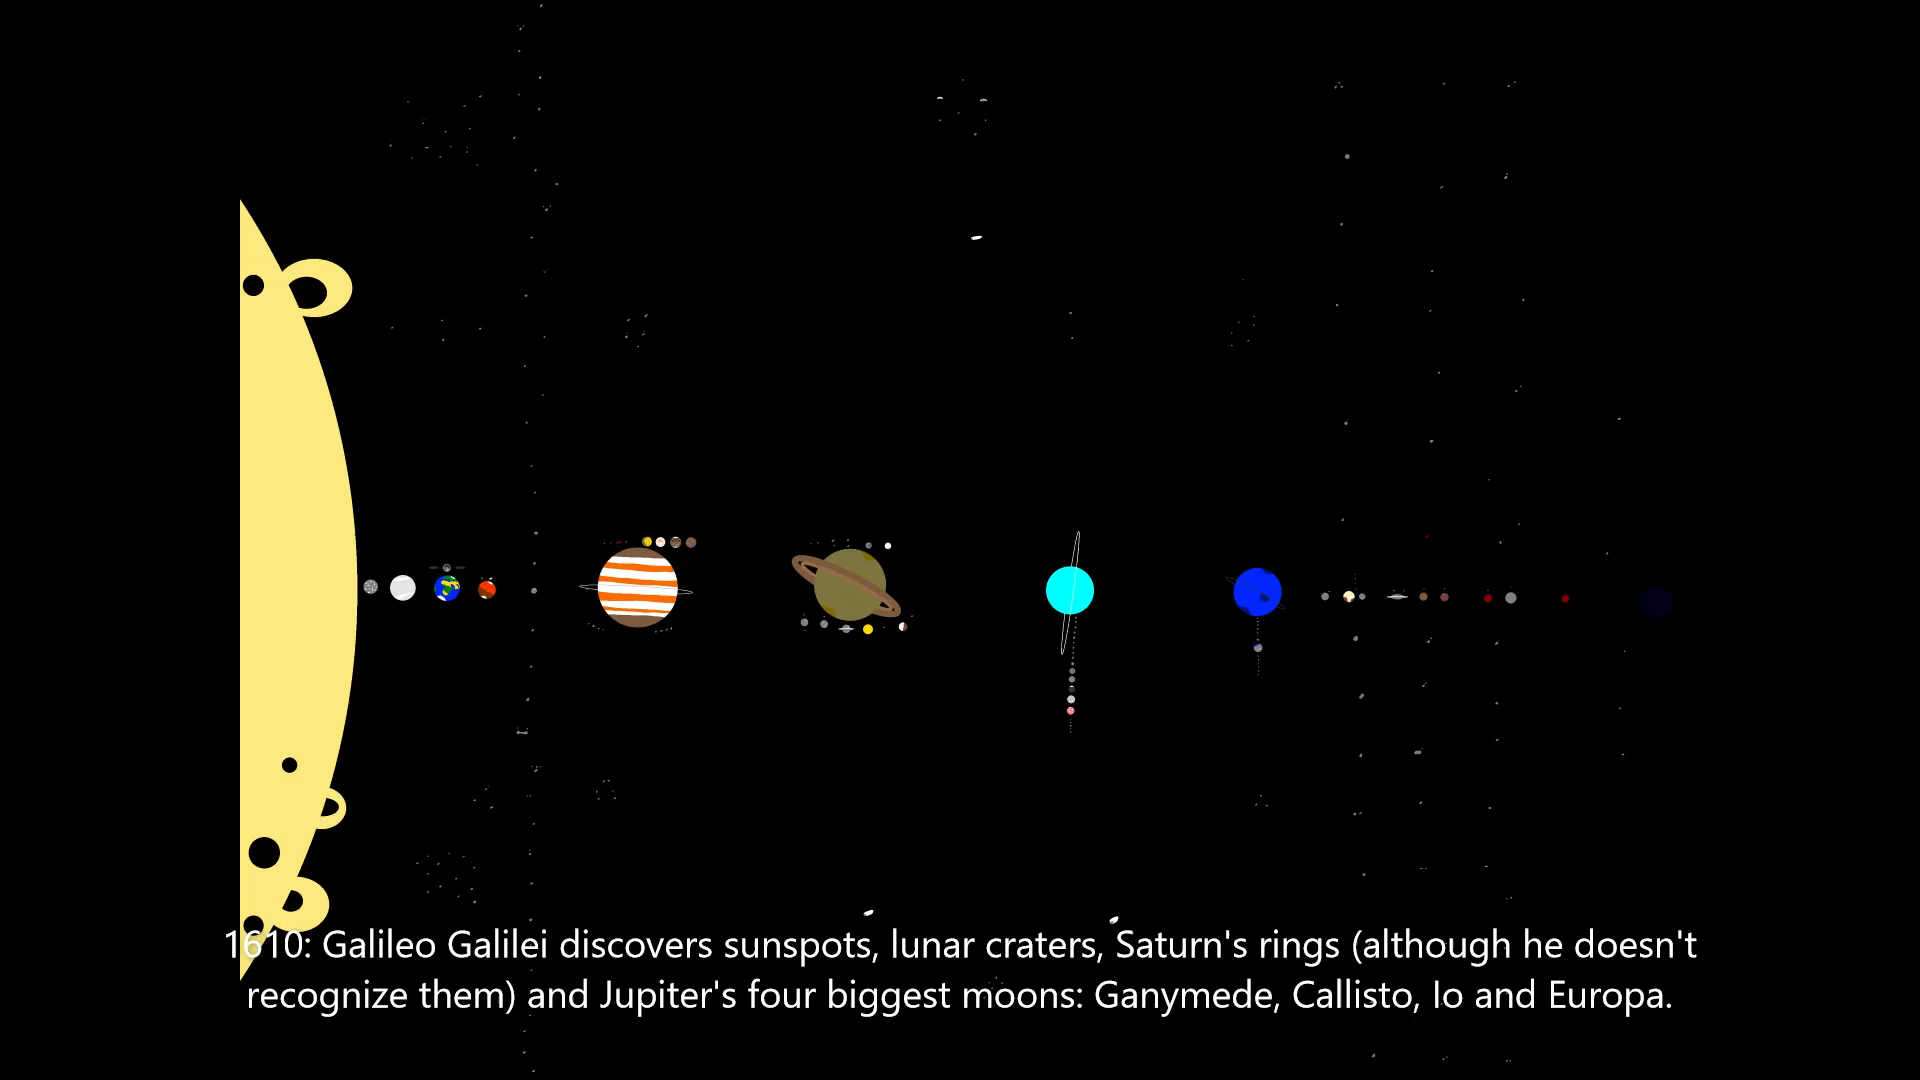 1610: Galileo Galilei discovers sunspots, lunar craters, Saturn's rings (although he doesn't
recognize them) and Jupiter's four biggest moons: Ganymede, Callisto, Io and Europa.